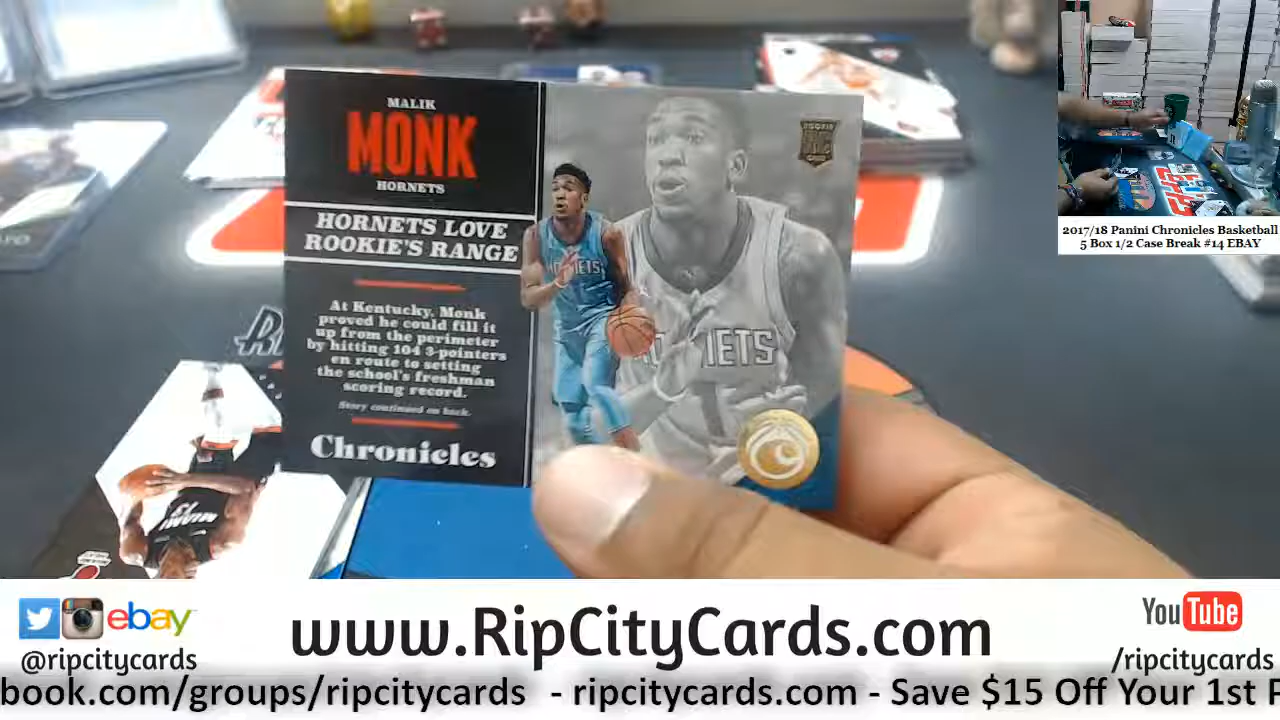 MALIK
MONK
HORNETS
HORNETS LOVE
ROOKIE'S RANGE
At Kentucky, Monk
proved he could fill it
up from the perimeter
by hitting 104 3-pointers
en route to setting
the school's freshman
scoring record.
Story continued on back.
Chronicles
ROOKIE
CARD
MIAMI
2017/18 Panini Chronicles Basketball
5 Box 1/2 Case Break #14 EBAY
ebay
@ripcitycards
www.RipCityCards.com
YouTube
/ripcitycards
book.com/groups/ripcitycards - ripcitycards.com - Save $15 Off Your 1st